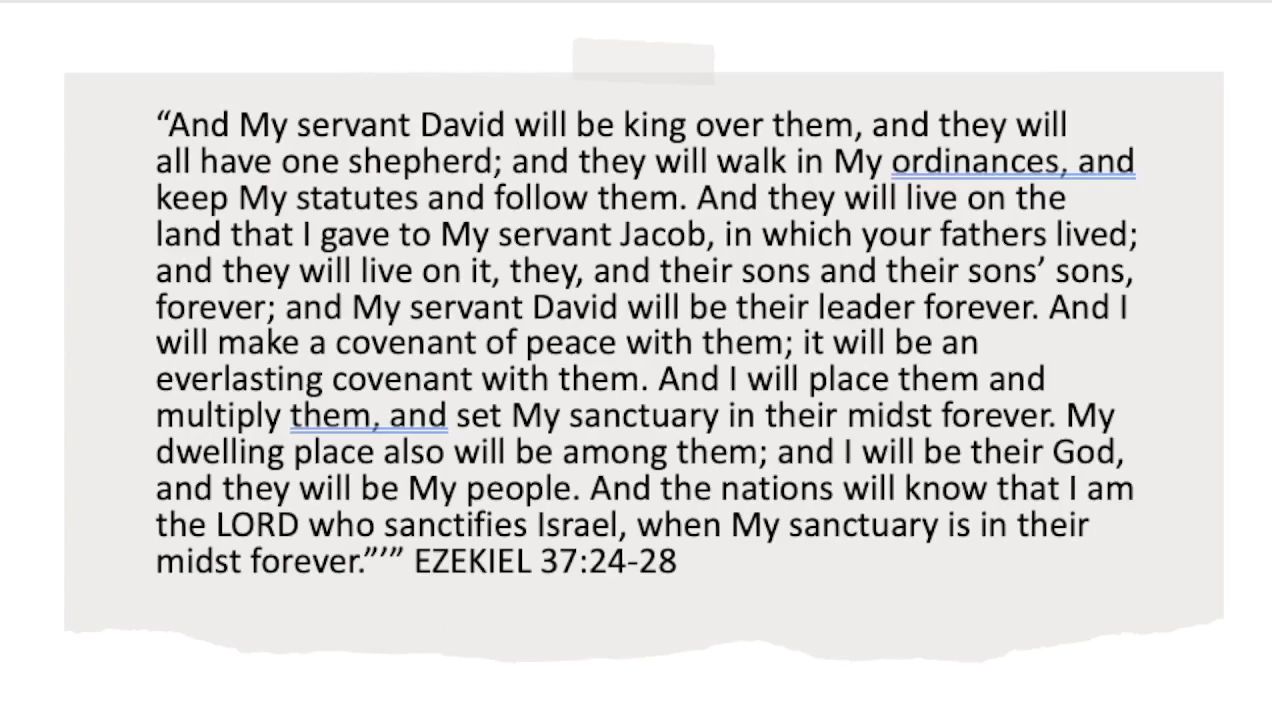 “And My servant David will be king over them, and they will
all have one shepherd; and they will walk in My ordinances, and
keep My statutes and follow them. And they will live on the
land that I gave to My servant Jacob, in which your fathers lived;
and they will live on it, they, and their sons and their sons’ sons,
forever; and My servant David will be their leader forever. And I
will make a covenant of peace with them; it will be an
everlasting covenant with them. And I will place them and
multiply them, and set My sanctuary in their midst forever. My
dwelling place also will be among them; and I will be their God,
and they will be My people. And the nations will know that I am
the LORD who sanctifies Israel, when My sanctuary is in their
midst forever.”’” EZEKIEL 37:24-28